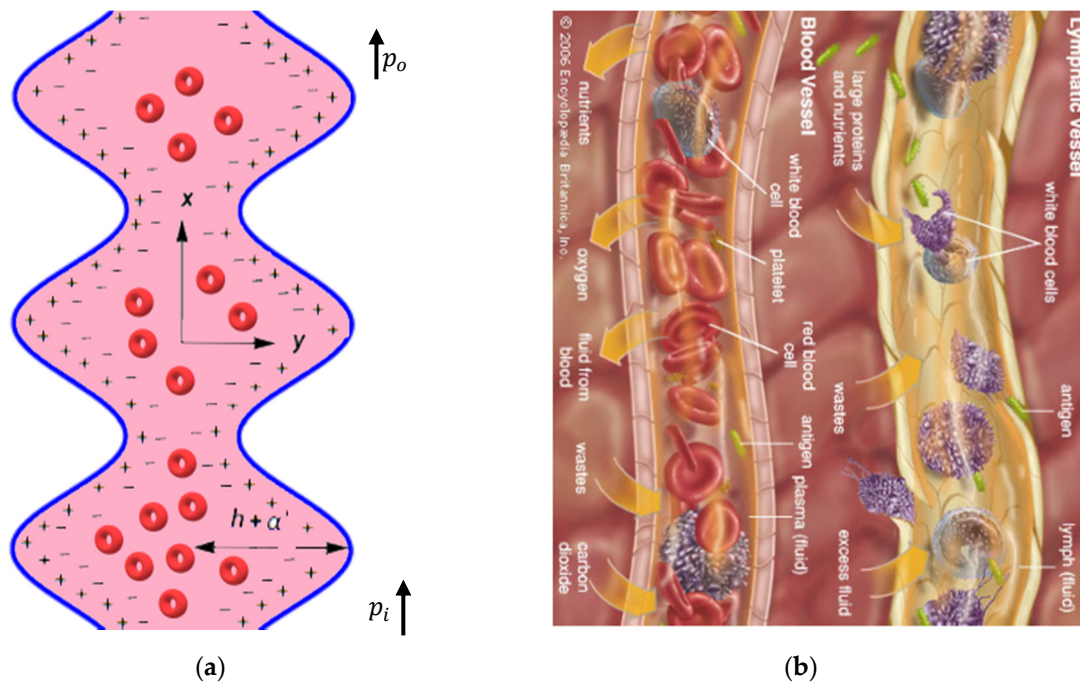 p_o
x
y
h + α'
p_i
(a)
© 2006 Encyclopædia Britannica, Inc.
nutrients
oxygen
fluid from
blood
wastes
carbon
dioxide
Blood Vessel
white blood
cell
platelet
red blood
cell
antigen
plasma (fluid)
large proteins
and nutrients
wastes
excess fluid
Lymphatic Vessel
white blood
cells
antigen
lymph (fluid)
(b)